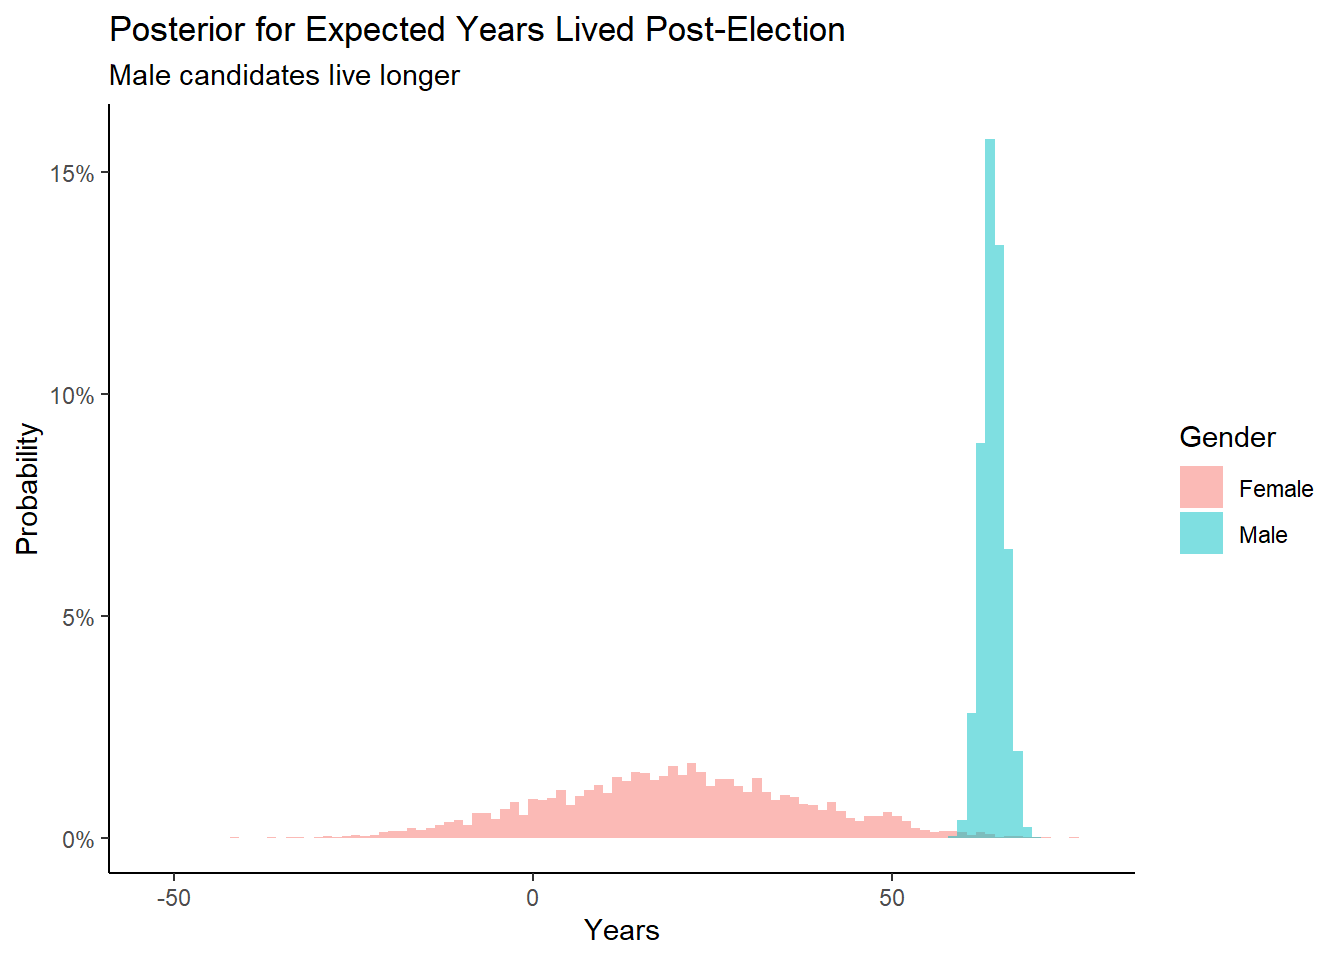 Posterior for Expected Years Lived Post-Election
Male candidates live longer
15%
10%
5%
0%
Probability
-50 0 50
Years
Gender
Female
Male